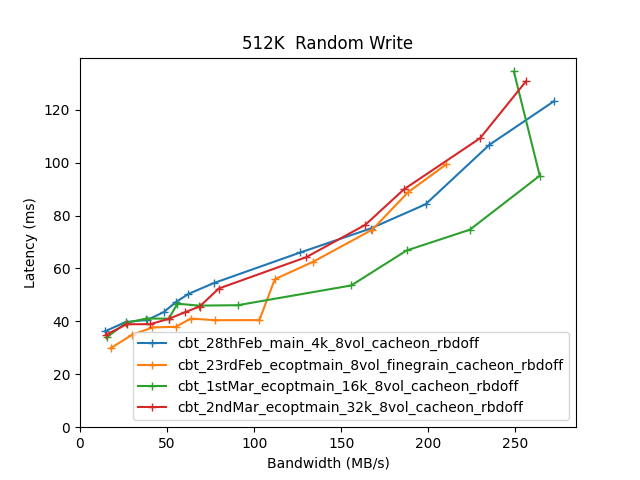 512K  Random Write
Latency (ms)
120
100
80
60
40
20
0
cbt_28thFeb_main_4k_8vol_cacheon_rbdoff
cbt_23rdFeb_ecoptmain_8vol_finegrain_cacheon_rbdoff
cbt_1stMar_ecoptmain_16k_8vol_cacheon_rbdoff
cbt_2ndMar_ecoptmain_32k_8vol_cacheon_rbdoff
0 50 100 150 200 250
Bandwidth (MB/s)